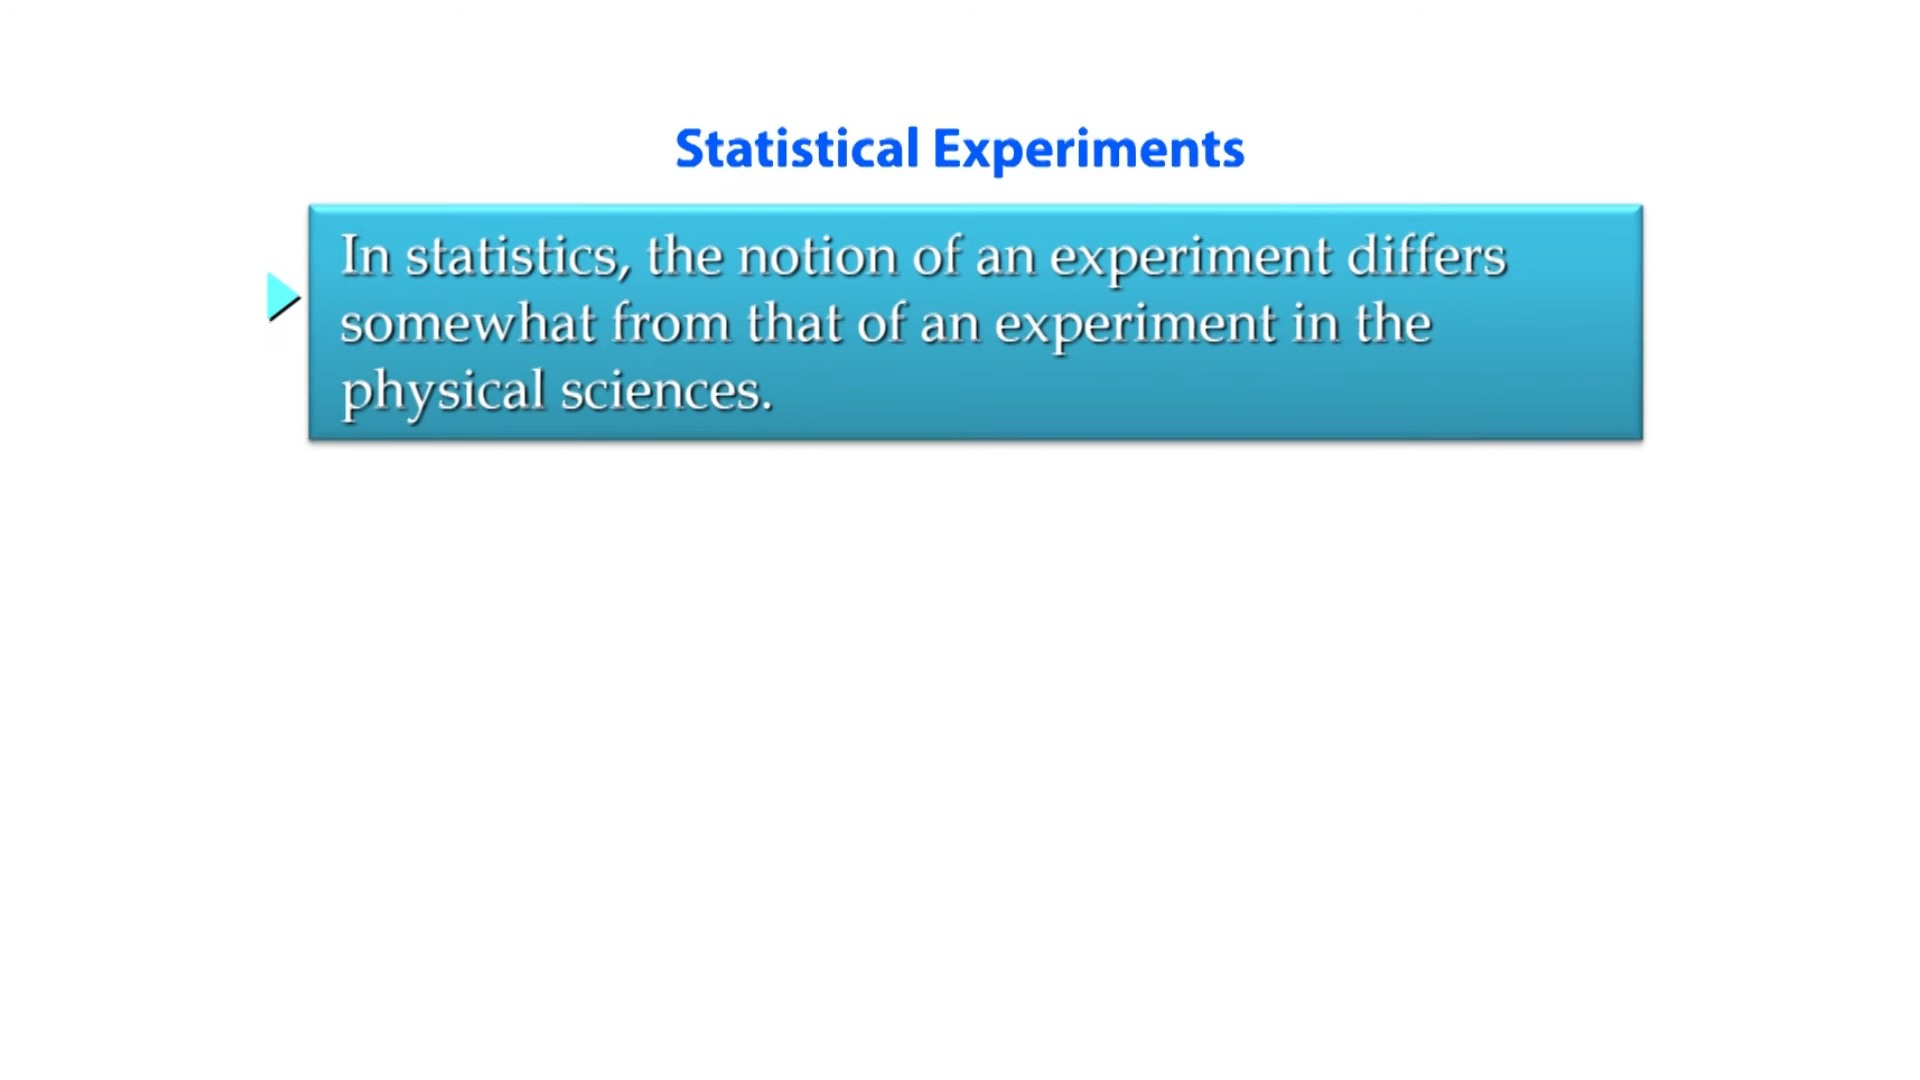 Statistical Experiments
In statistics, the notion of an experiment differs
somewhat from that of an experiment in the
physical sciences.